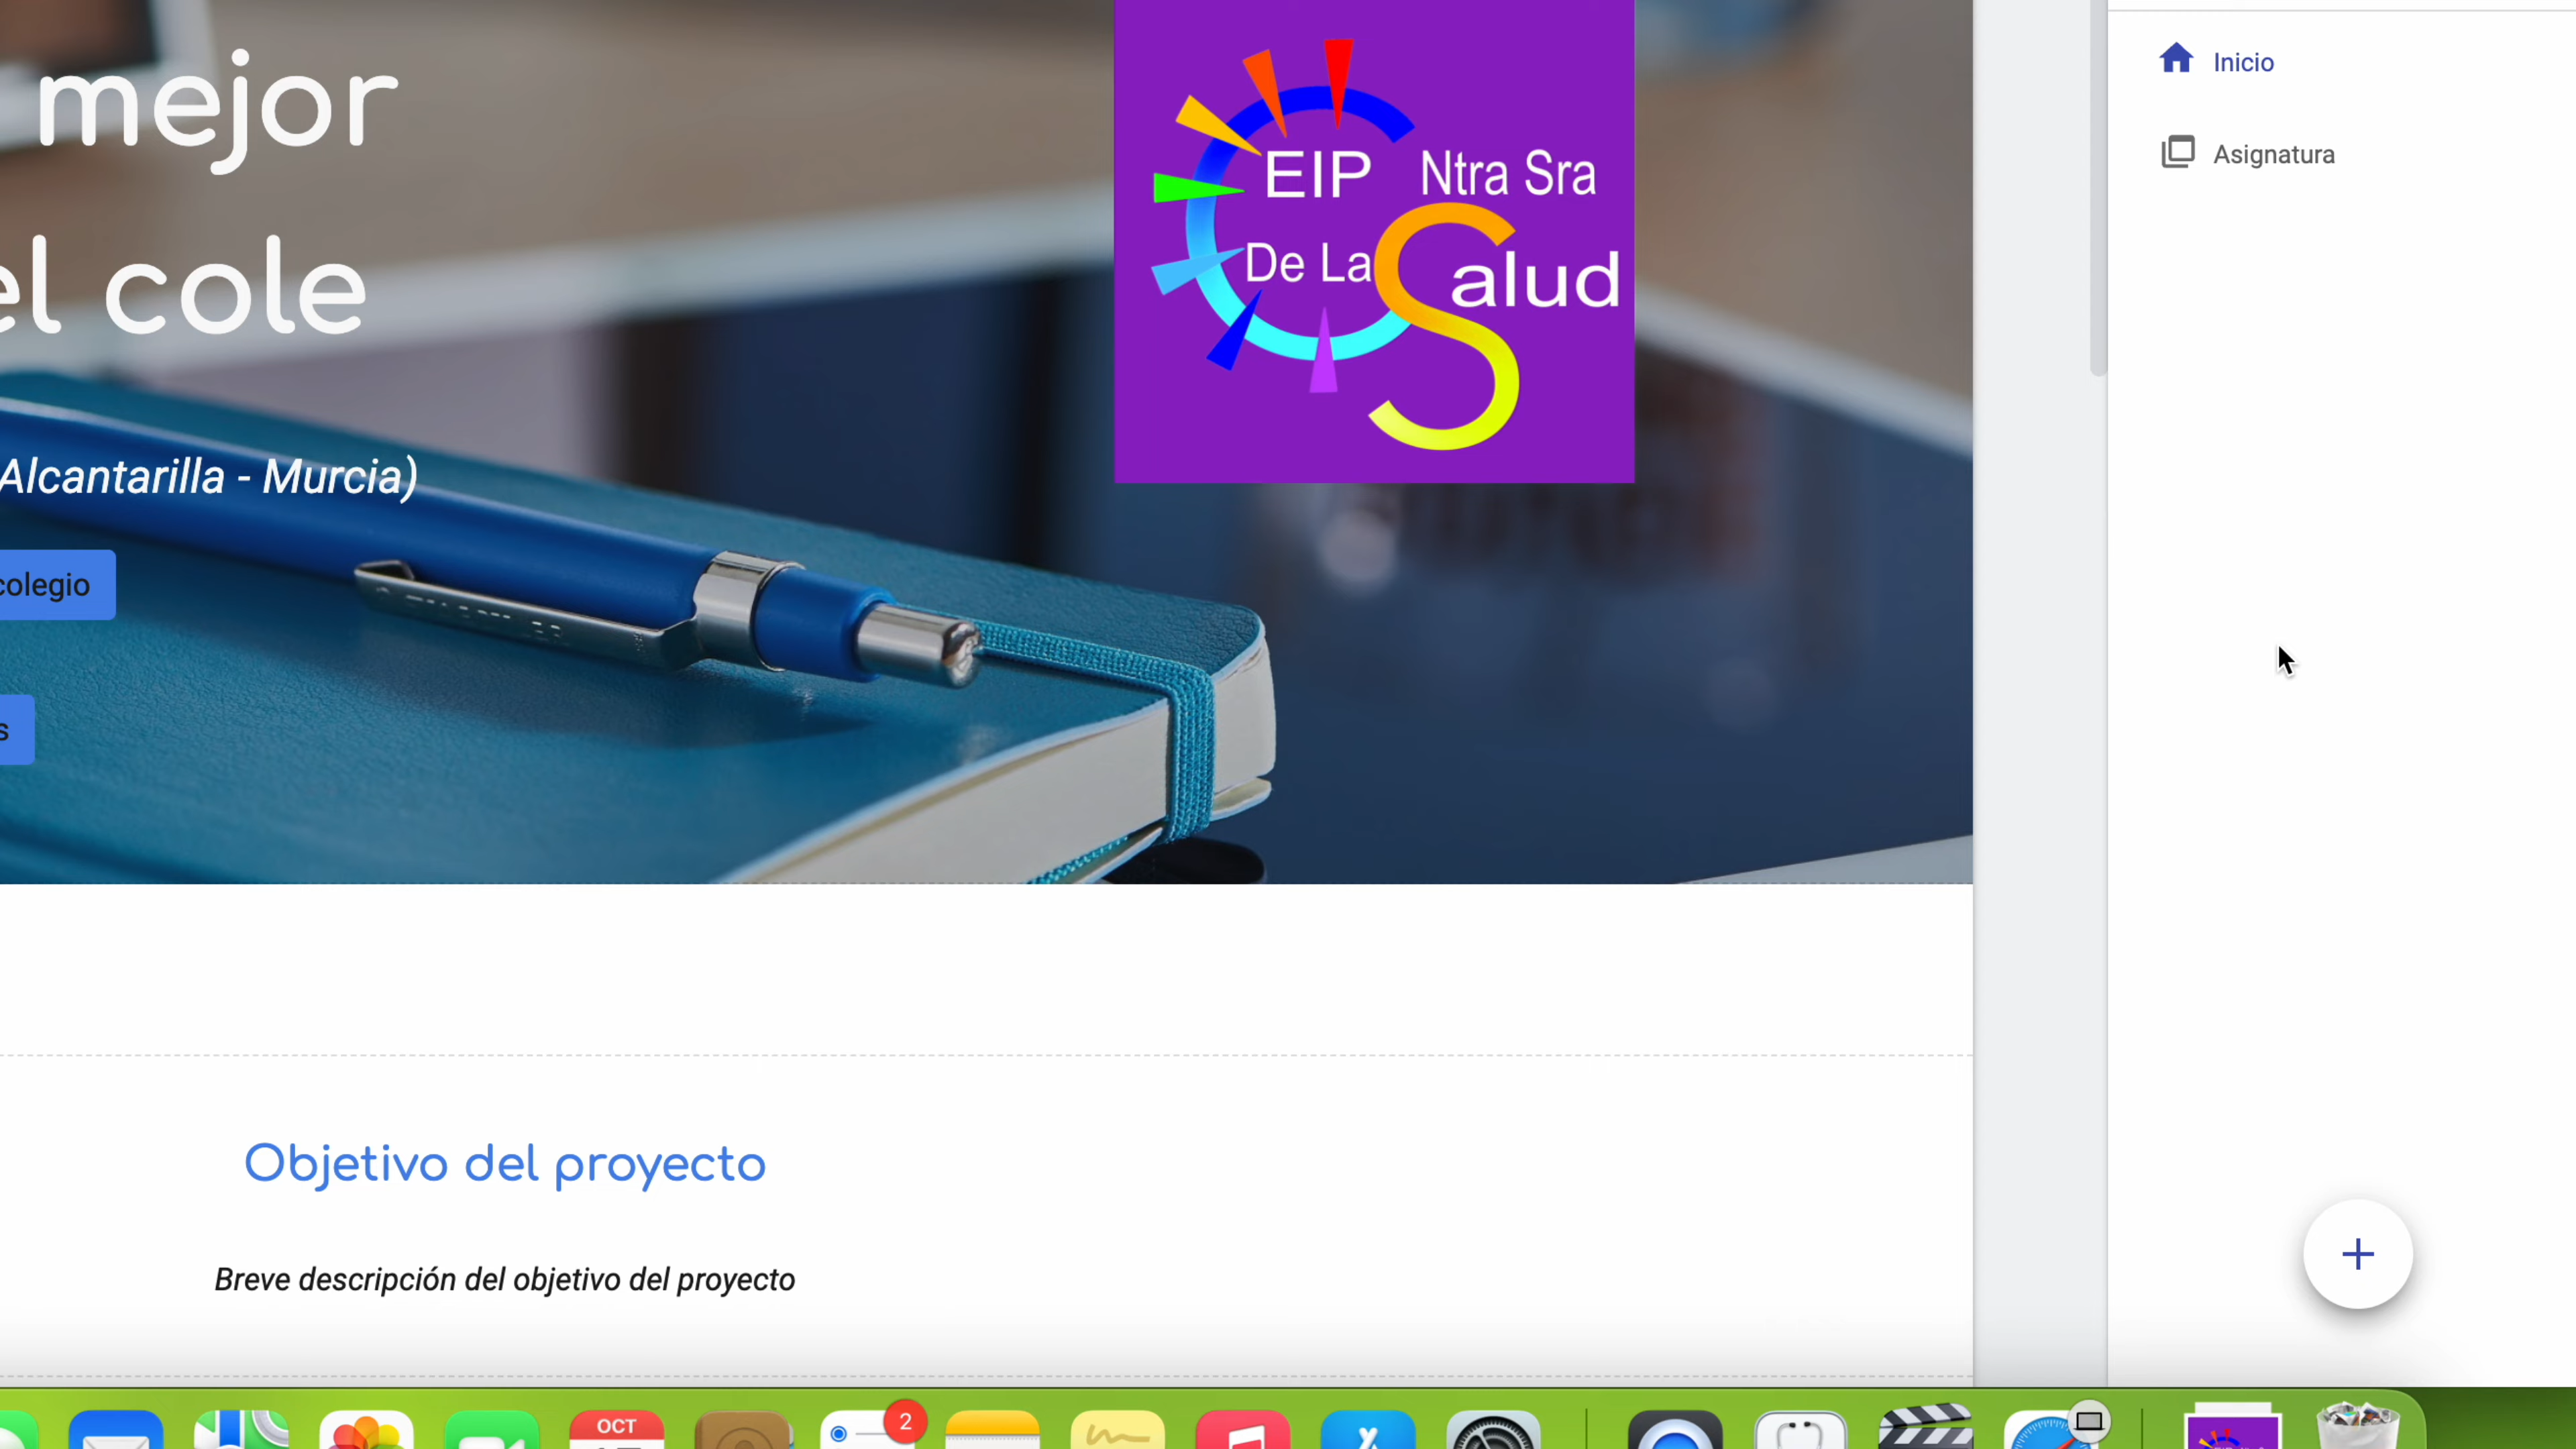 mejor
el cole
Alcantarilla - Murcia)
colegio
s
EIP Ntra Sra
De La Salud
Inicio
Asignatura
Objetivo del proyecto
Breve descripción del objetivo del proyecto
OCT
2